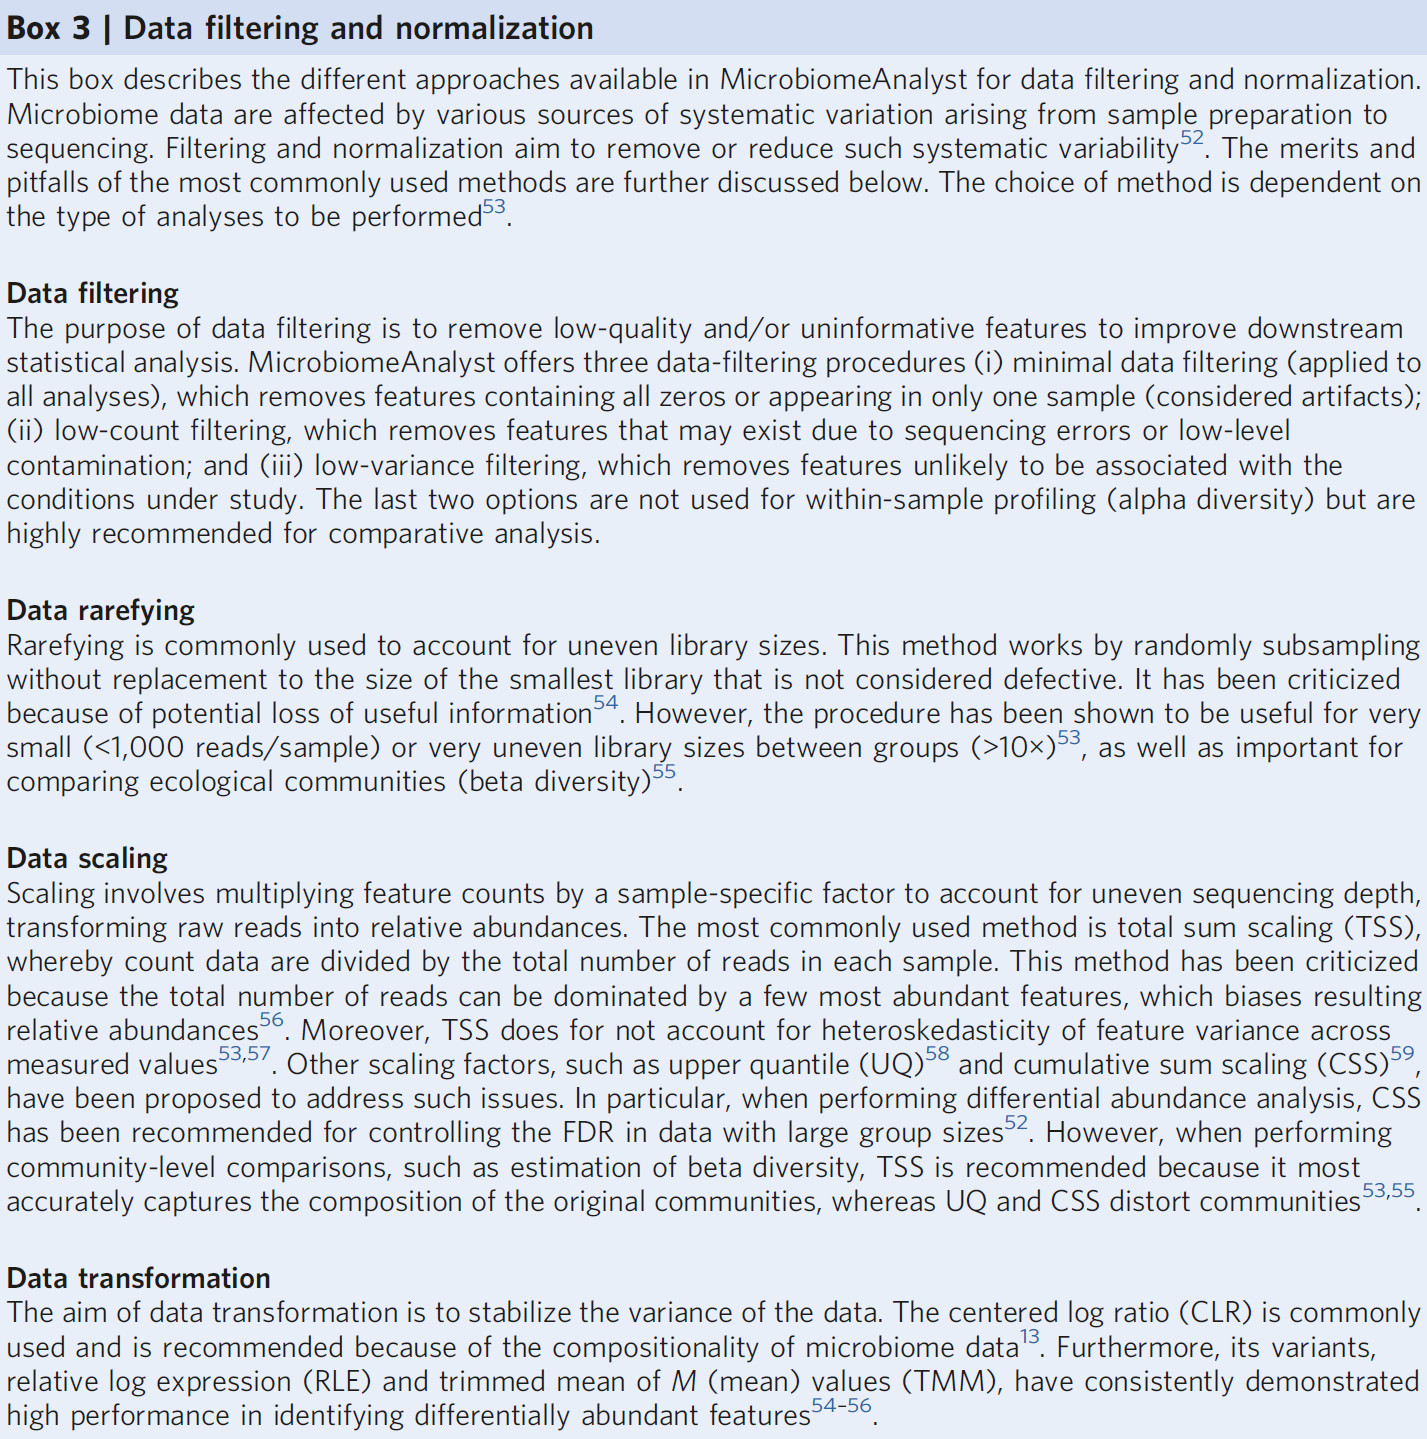 Box 3 | Data filtering and normalization
This box describes the different approaches available in MicrobiomeAnalyst for data filtering and normalization.
Microbiome data are affected by various sources of systematic variation arising from sample preparation to
sequencing. Filtering and normalization aim to remove or reduce such systematic variability52. The merits and
pitfalls of the most commonly used methods are further discussed below. The choice of method is dependent on
the type of analyses to be performed53.
Data filtering
The purpose of data filtering is to remove low-quality and/or uninformative features to improve downstream
statistical analysis. MicrobiomeAnalyst offers three data-filtering procedures (i) minimal data filtering (applied to
all analyses), which removes features containing all zeros or appearing in only one sample (considered artifacts);
(ii) low-count filtering, which removes features that may exist due to sequencing errors or low-level
contamination; and (iii) low-variance filtering, which removes features unlikely to be associated with the
conditions under study. The last two options are not used for within-sample profiling (alpha diversity) but are
highly recommended for comparative analysis.
Data rarefying
Rarefying is commonly used to account for uneven library sizes. This method works by randomly subsampling
without replacement to the size of the smallest library that is not considered defective. It has been criticized
because of potential loss of useful information54. However, the procedure has been shown to be useful for very
small (<1,000 reads/sample) or very uneven library sizes between groups (>10×)53, as well as important for
comparing ecological communities (beta diversity)55.
Data scaling
Scaling involves multiplying feature counts by a sample-specific factor to account for uneven sequencing depth,
transforming raw reads into relative abundances. The most commonly used method is total sum scaling (TSS),
whereby count data are divided by the total number of reads in each sample. This method has been criticized
because the total number of reads can be dominated by a few most abundant features, which biases resulting
relative abundances56. Moreover, TSS does for not account for heteroskedasticity of feature variance across
measured values53,57. Other scaling factors, such as upper quantile (UQ)58 and cumulative sum scaling (CSS)59,
have been proposed to address such issues. In particular, when performing differential abundance analysis, CSS
has been recommended for controlling the FDR in data with large group sizes52. However, when performing
community-level comparisons, such as estimation of beta diversity, TSS is recommended because it most
accurately captures the composition of the original communities, whereas UQ and CSS distort communities53,55.
Data transformation
The aim of data transformation is to stabilize the variance of the data. The centered log ratio (CLR) is commonly
used and is recommended because of the compositionality of microbiome data13. Furthermore, its variants,
relative log expression (RLE) and trimmed mean of M (mean) values (TMM), have consistently demonstrated
high performance in identifying differentially abundant features54–56.